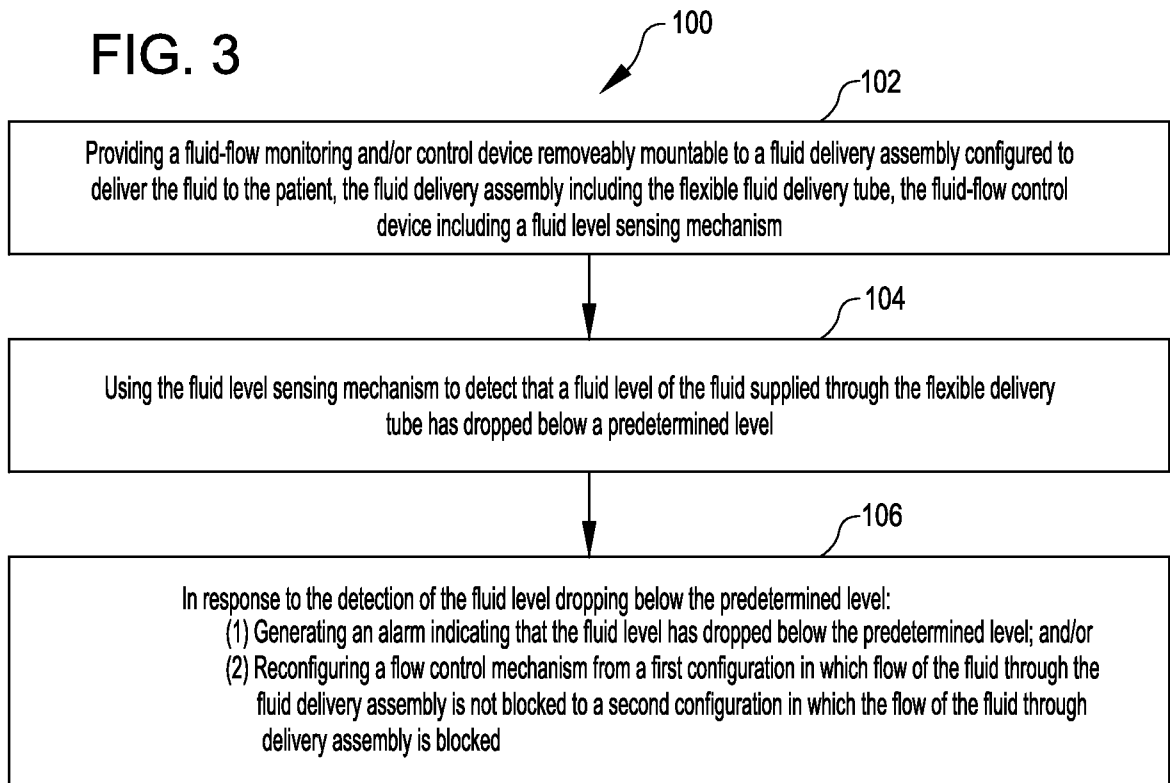 FIG. 3
100
102
Providing a fluid-flow monitoring and/or control device removeably mountable to a fluid delivery assembly configured to
deliver the fluid to the patient, the fluid delivery assembly including the flexible fluid delivery tube, the fluid-flow control
device including a fluid level sensing mechanism
104
Using the fluid level sensing mechanism to detect that a fluid level of the fluid supplied through the flexible delivery
tube has dropped below a predetermined level
106
In response to the detection of the fluid level dropping below the predetermined level:
(1) Generating an alarm indicating that the fluid level has dropped below the predetermined level; and/or
(2) Reconfiguring a flow control mechanism from a first configuration in which flow of the fluid through the
fluid delivery assembly is not blocked to a second configuration in which the flow of the fluid through
delivery assembly is blocked